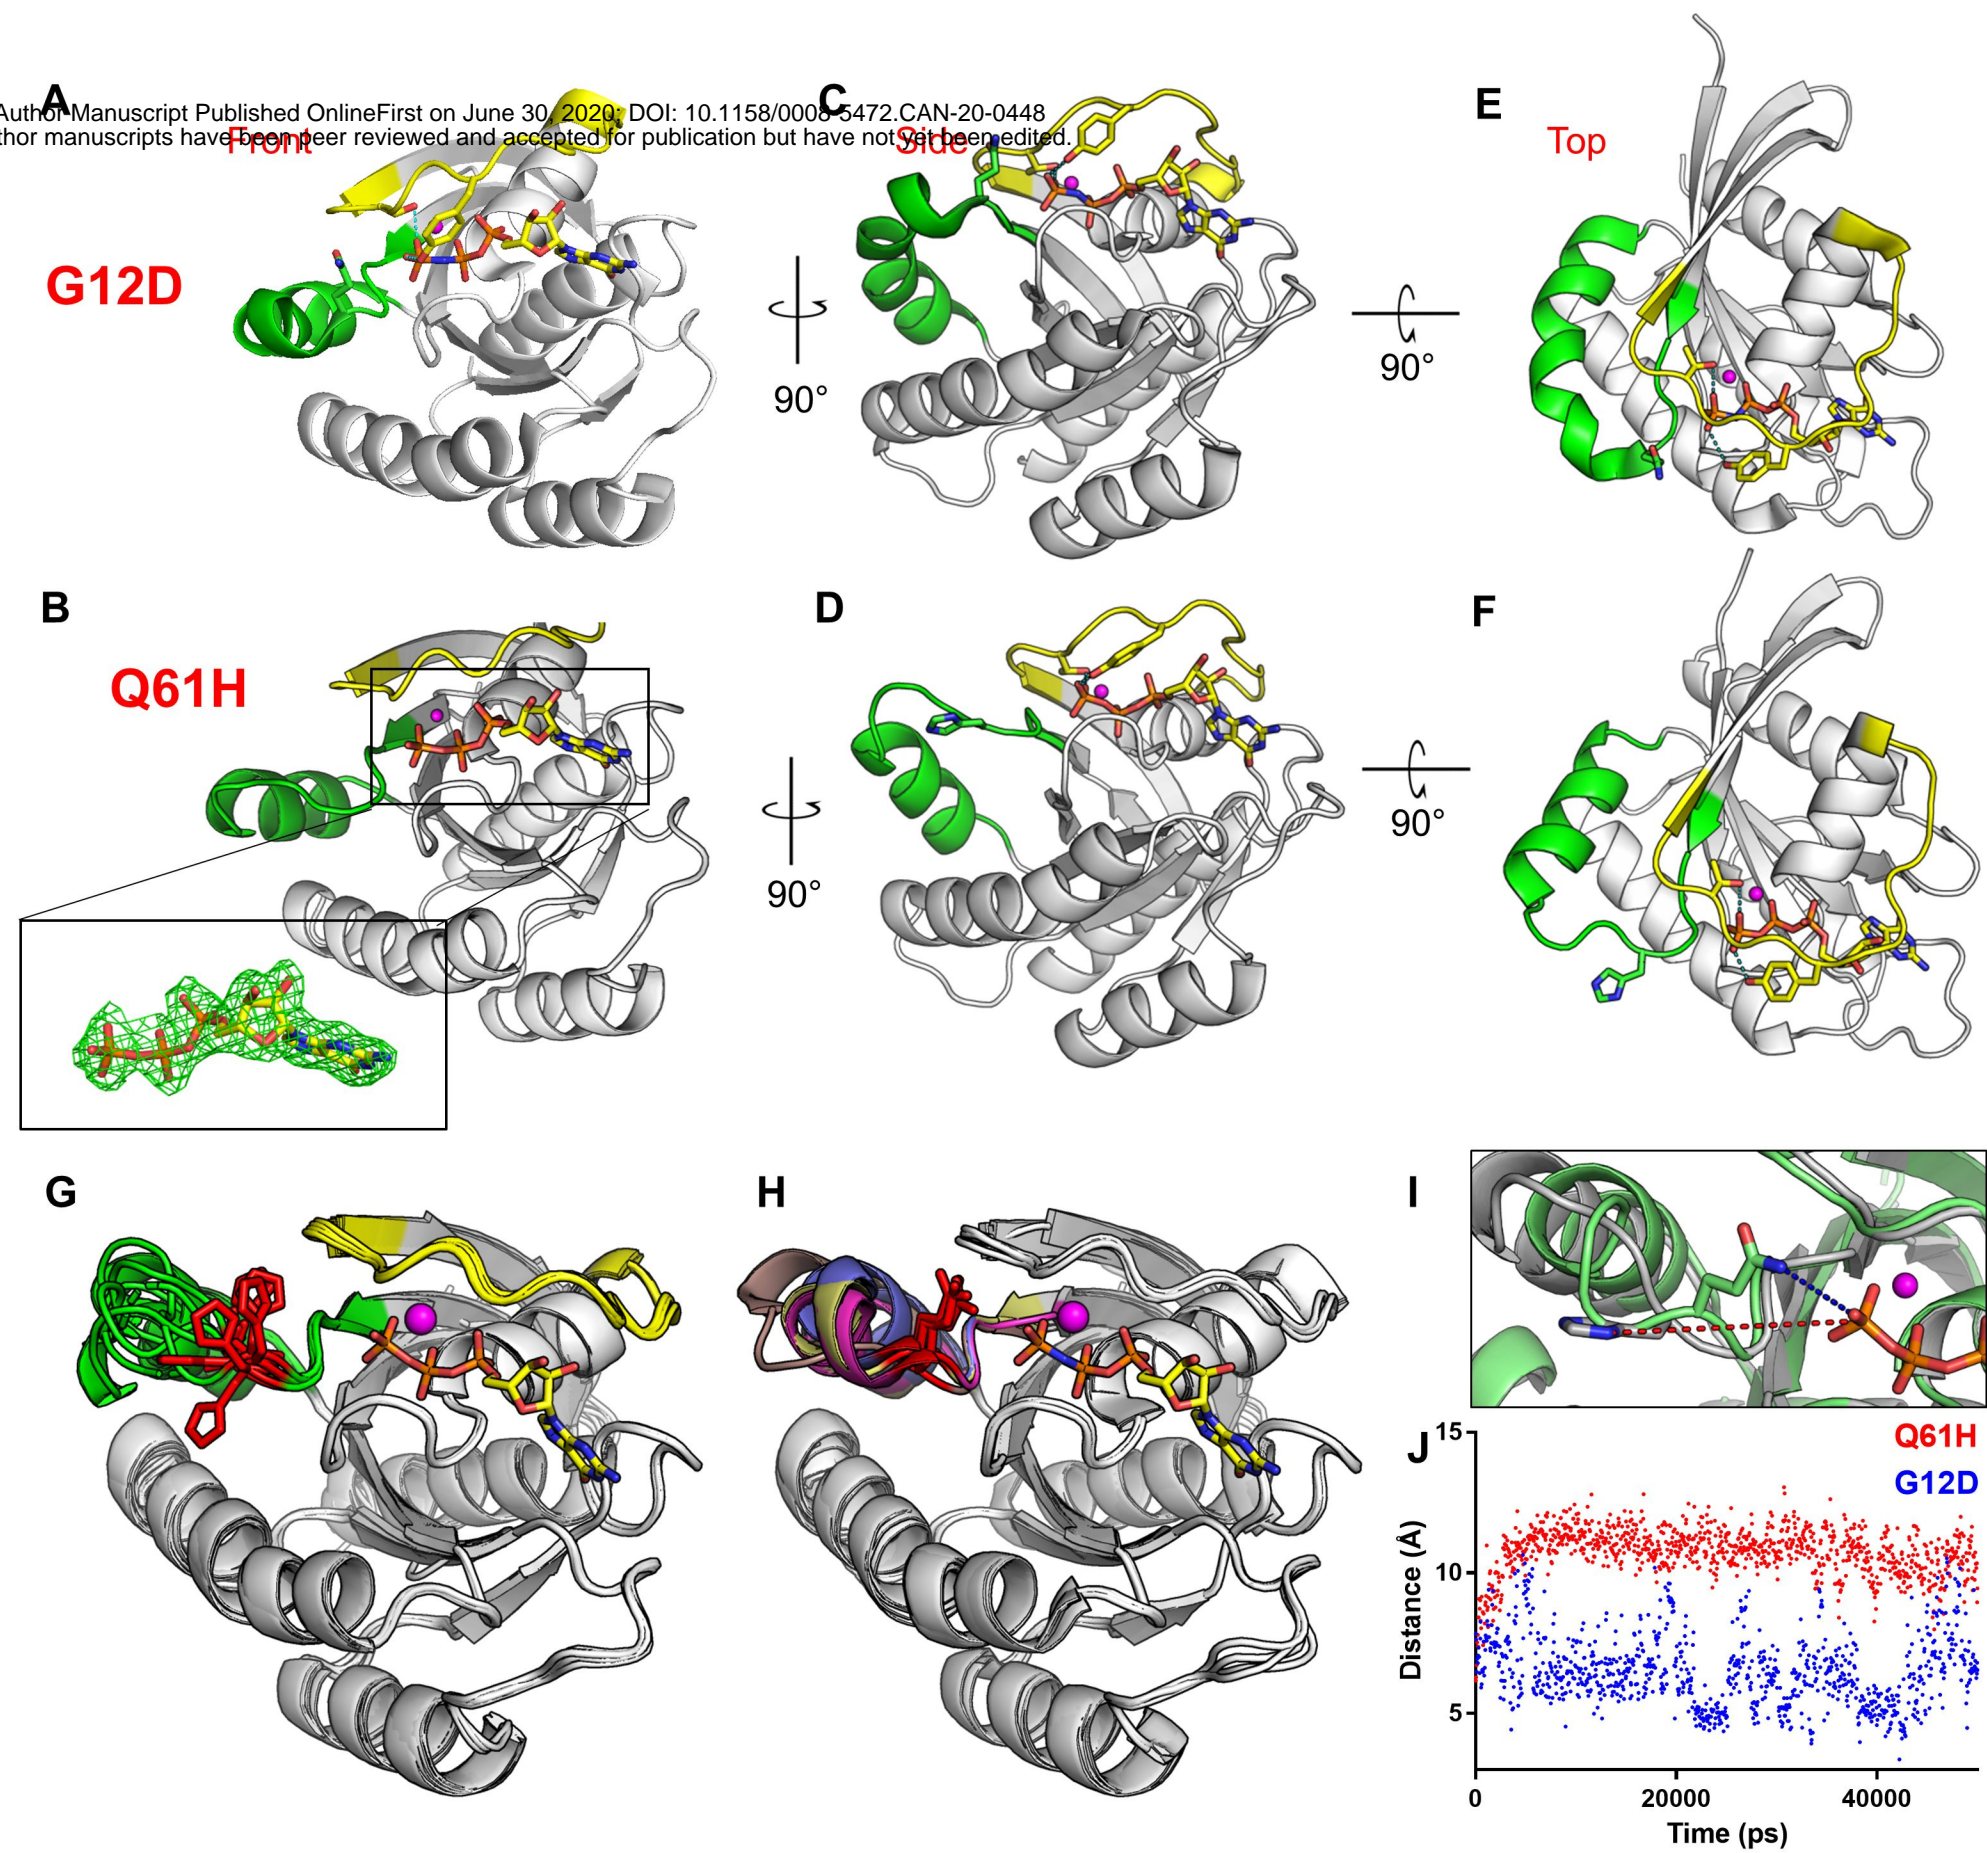 A
C
E
Author Manuscript Published OnlineFirst on June 30, 2020; DOI: 10.1158/0008-5472.CAN-20-0448
thor manuscripts have been peer reviewed and accepted for publication but have not yet been edited.
Front
Side
Top
G12D
90°
90°
B
D
F
Q61H
90°
90°
G
H
I
J
15
10
5
Distance (Å)
Q61H
G12D
0
20000
40000
Time (ps)